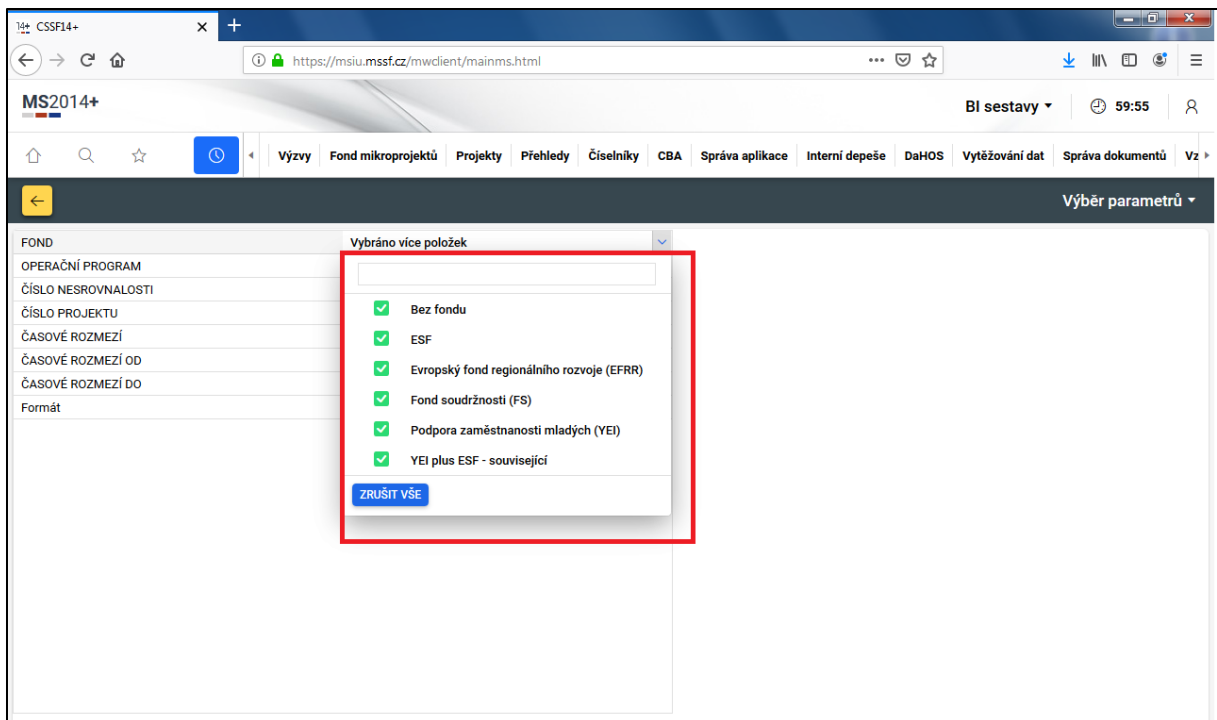 14+ CSSF14+
https://msiu.mssf.cz/mwclient/mainms.html
MS2014+
BI sestavy
59:55
Výzvy Fond mikroprojektů Projekty Přehledy Číselníky CBA Správa aplikace Interní depeše DaHOS Vytěžování dat Správa dokumentů Vz
Výběr parametrů
FOND Vybráno více položek
OPERAČNÍ PROGRAM
ČÍSLO NESROVNALOSTI
ČÍSLO PROJEKTU
ČASOVÉ ROZMEZÍ
ČASOVÉ ROZMEZÍ OD
ČASOVÉ ROZMEZÍ DO
Formát
Bez fondu
ESF
Evropský fond regionálního rozvoje (EFRR)
Fond soudržnosti (FS)
Podpora zaměstnanosti mladých (YEI)
YEI plus ESF - související
ZRUŠIT VŠE